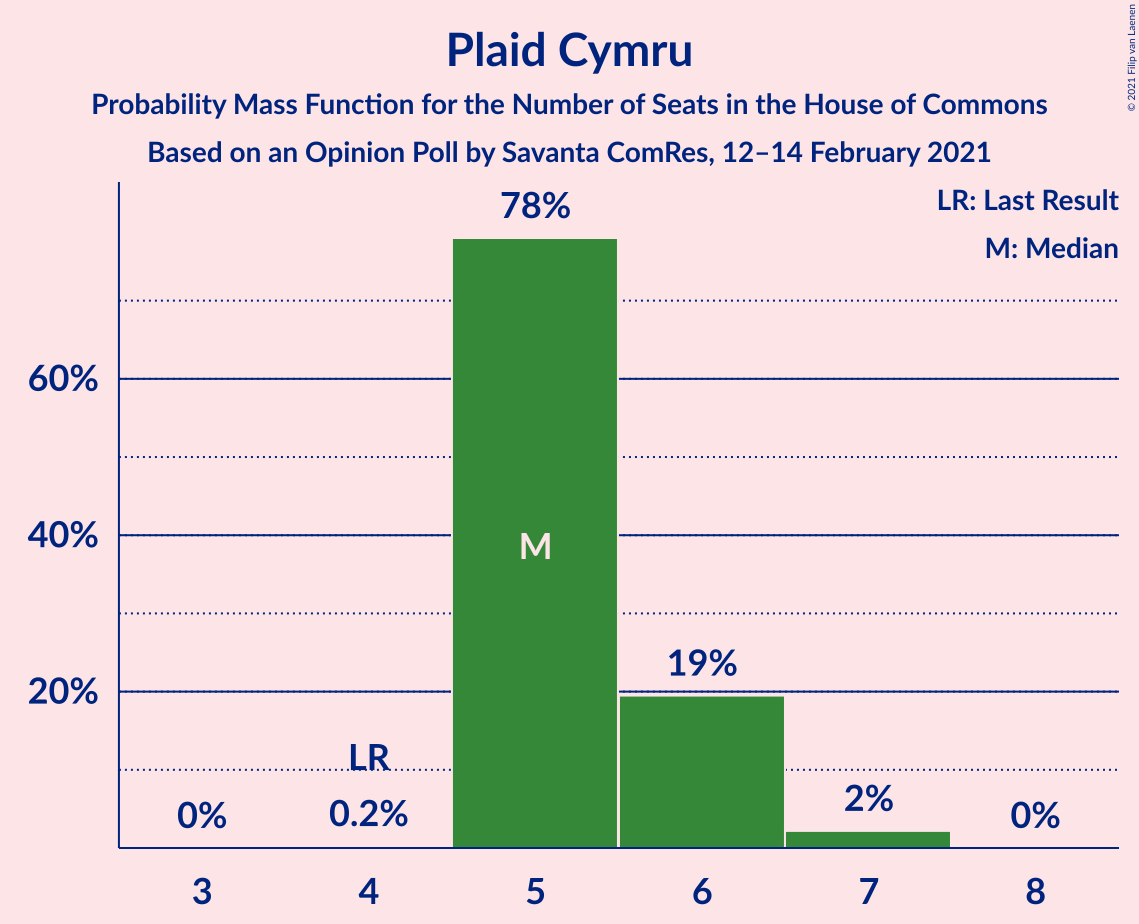 Plaid Cymru
Probability Mass Function for the Number of Seats in the House of Commons
Based on an Opinion Poll by Savanta ComRes, 12–14 February 2021
© 2021 Filip van Laenen
LR: Last Result
M: Median
78%
60%
40%
M
19%
20%
LR
0%
0.2%
2%
0%
3
4
5
6
7
8